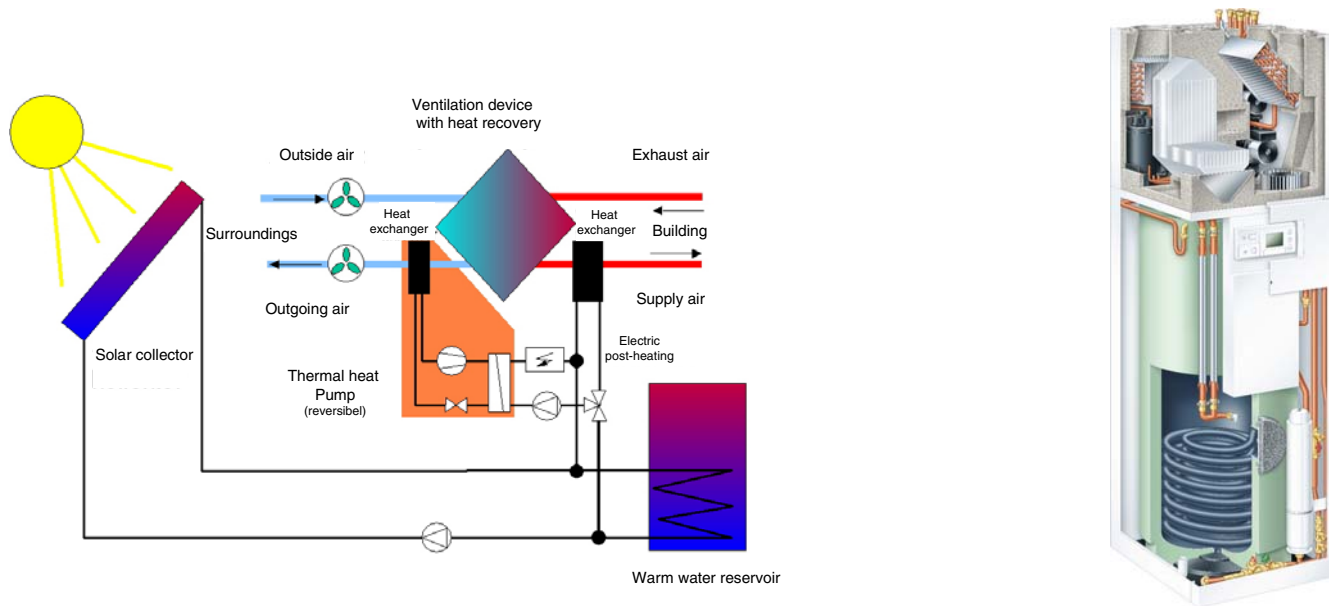 Ventilation device
with heat recovery
Outside air
Exhaust air
Heat
exchanger
Heat
exchanger
Surroundings
Building
Outgoing air
Supply air
Solar collector
Electric
post-heating
Thermal heat
Pump
(reversibel)
Warm water reservoir